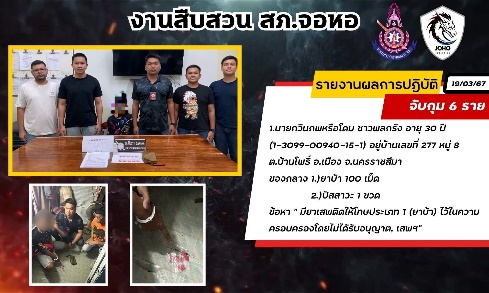 งานสืบสวน สภ.จอหอ
JOHO
รายงานผลการปฏิบัติ
19/03/67
จับกุม 6 ราย
1.นายกวินภพหรือโดม ชาวพลกรัง อายุ 30 ปี
(1-3099-00940-15-1) อยู่บ้านเลขที่ 277 หมู่ 8
ต.บ้านโพธิ์ อ.เมือง จ.นครราชสีมา
ของกลาง 1.)ยาบ้า 100 เม็ด
2.)ปัสสาวะ 1 ขวด
ข้อหา " มียาเสพติดให้โทษประเภท 1 (ยาบ้า) ไว้ในความ
ครอบครองโดยไม่ได้รับอนุญาต, เสพฯ"